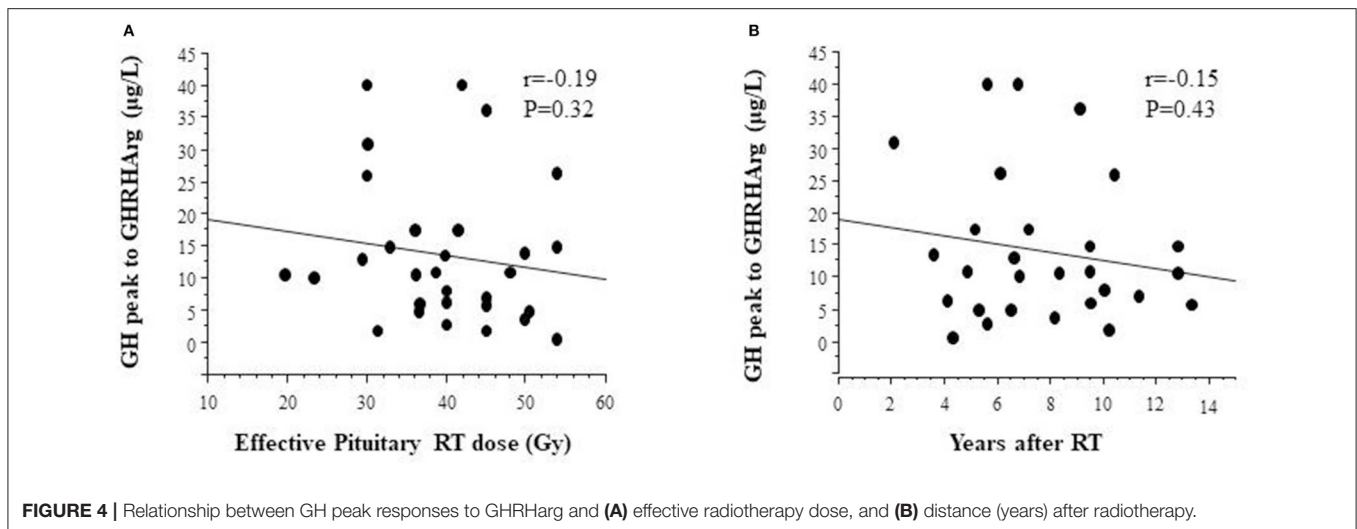 A
GH peak to GHRHArg (µg/L)
45
40
35
30
25
20
15
10
5
0
r=-0.19
P=0.32
10 20 30 40 50 60
Effective Pituitary RT dose (Gy)
B
GH peak to GHRHArg (µg/L)
45
40
35
30
25
20
15
10
5
0
r=-0.15
P=0.43
0 2 4 6 8 10 12 14
Years after RT
FIGURE 4 | Relationship between GH peak responses to GHRHarg and (A) effective radiotherapy dose, and (B) distance (years) after radiotherapy.